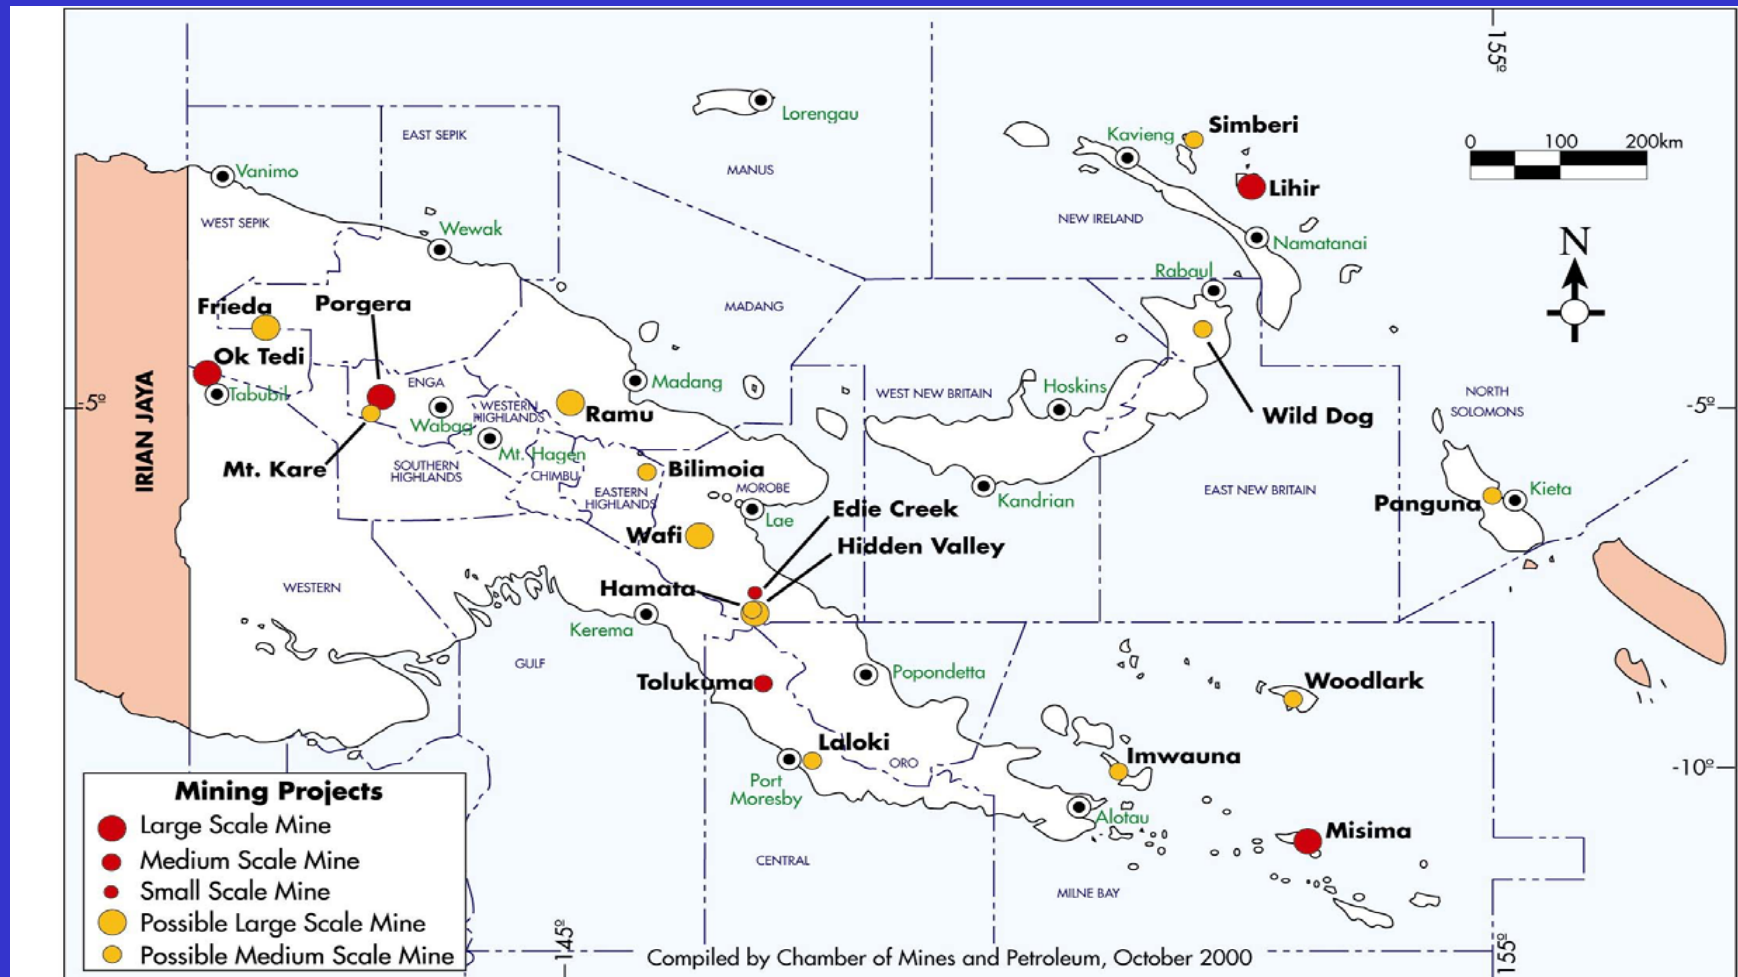 155º
EAST SEPIK
Lorengau
Simberi
Kavieng
0 100 200km
Vanimo
MANUS
Lihir
WEST SEPIK
Wewak
NEW IRELAND
N
Namatanai
Rabaul
Frieda
Porgera
MADANG
Ok Tedi
Tabubil
ENGA
Madang
WEST NEW BRITAIN
Hoskins
NORTH
SOLOMONS
-5º
-5º
WESTERN
HIGHLANDS
Ramu
Wild Dog
Wabag
IRIAN JAYA
Mt. Kare
SOUTHERN
HIGHLANDS
Mt. Hagen
CHIMBU
Bilimoia
MOROBE
EASTERN
HIGHLANDS
Kandrian
EAST NEW BRITAIN
Panguna
Kieta
Edie Creek
Lae
Wafi
Hidden Valley
WESTERN
Hamata
Kerema
GULF
Popondetta
Tolukuma
Woodlark
Laloki
ORO
Imwauna
-10º
Port
Moresby
Alotau
Misima
CENTRAL
MILNE BAY
Mining Projects
Large Scale Mine
Medium Scale Mine
Small Scale Mine
Possible Large Scale Mine
Possible Medium Scale Mine
145º
Compiled by Chamber of Mines and Petroleum, October 2000
155º